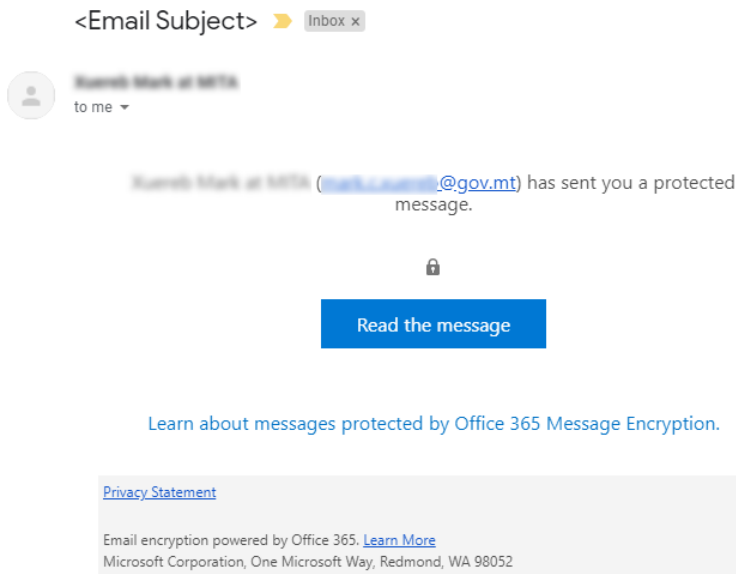 <Email Subject> Inbox x
to me
(@gov.mt) has sent you a protected
message.
Read the message
Learn about messages protected by Office 365 Message Encryption.
Privacy Statement
Email encryption powered by Office 365. Learn More
Microsoft Corporation, One Microsoft Way, Redmond, WA 98052